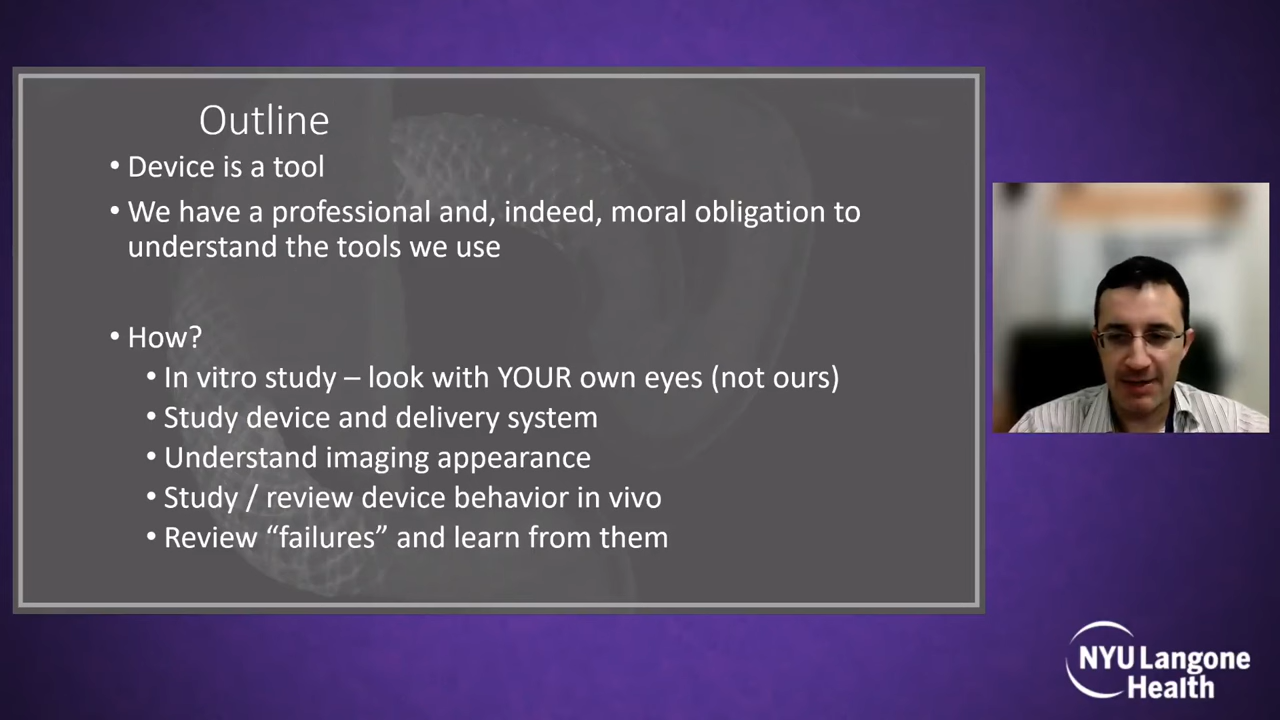 Outline
• Device is a tool
• We have a professional and, indeed, moral obligation to
understand the tools we use
• How?
• In vitro study – look with YOUR own eyes (not ours)
• Study device and delivery system
• Understand imaging appearance
• Study / review device behavior in vivo
• Review “failures” and learn from them
NYU Langone
Health